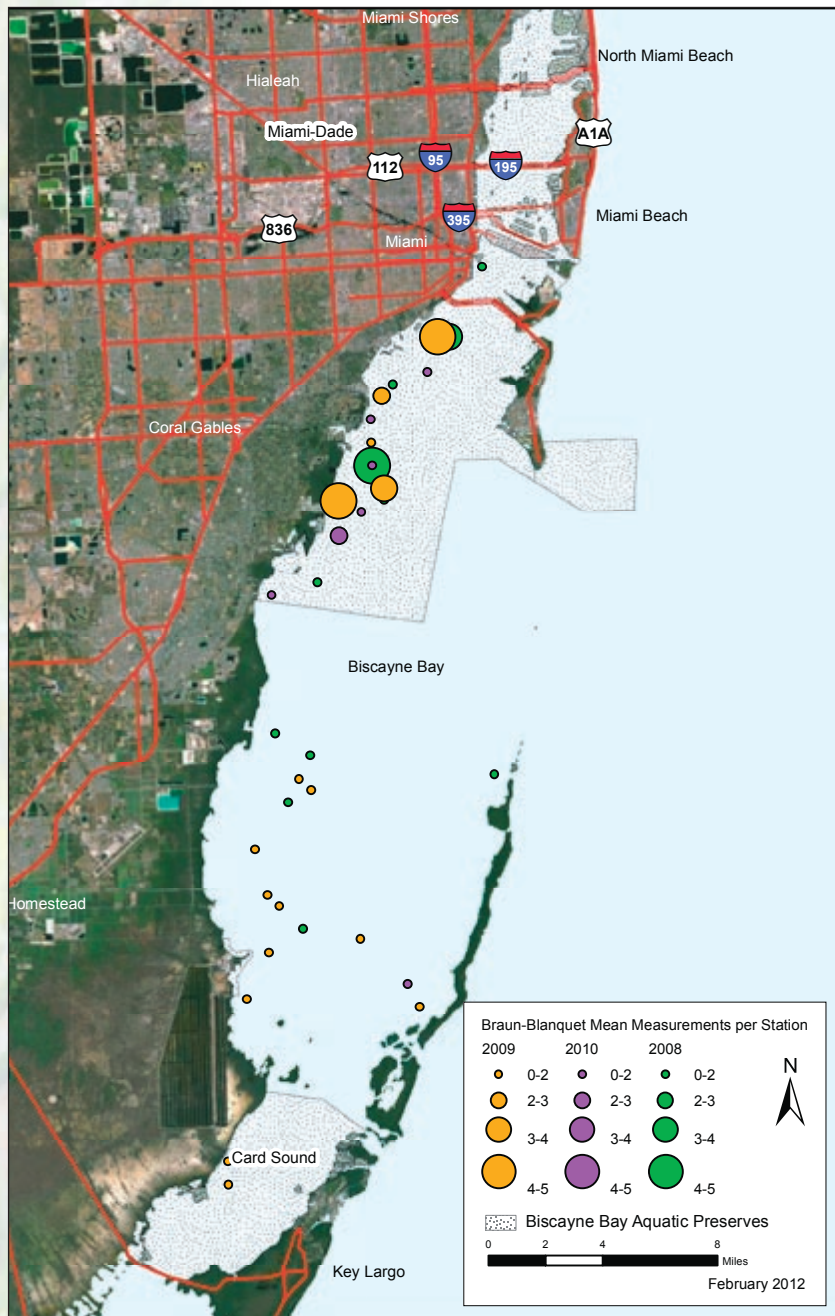 Miami Shores
North Miami Beach
Hialeah
Miami-Dade
A1A
95
112
195
395
Miami Beach
836
Miami
Coral Gables
Biscayne Bay
Homestead
Card Sound
Key Largo
Braun-Blanquet Mean Measurements per Station
2009 2010 2008
0-2 0-2 0-2
2-3 2-3 2-3
3-4 3-4 3-4
4-5 4-5 4-5
N
Biscayne Bay Aquatic Preserves
0 2 4 8
Miles
February 2012